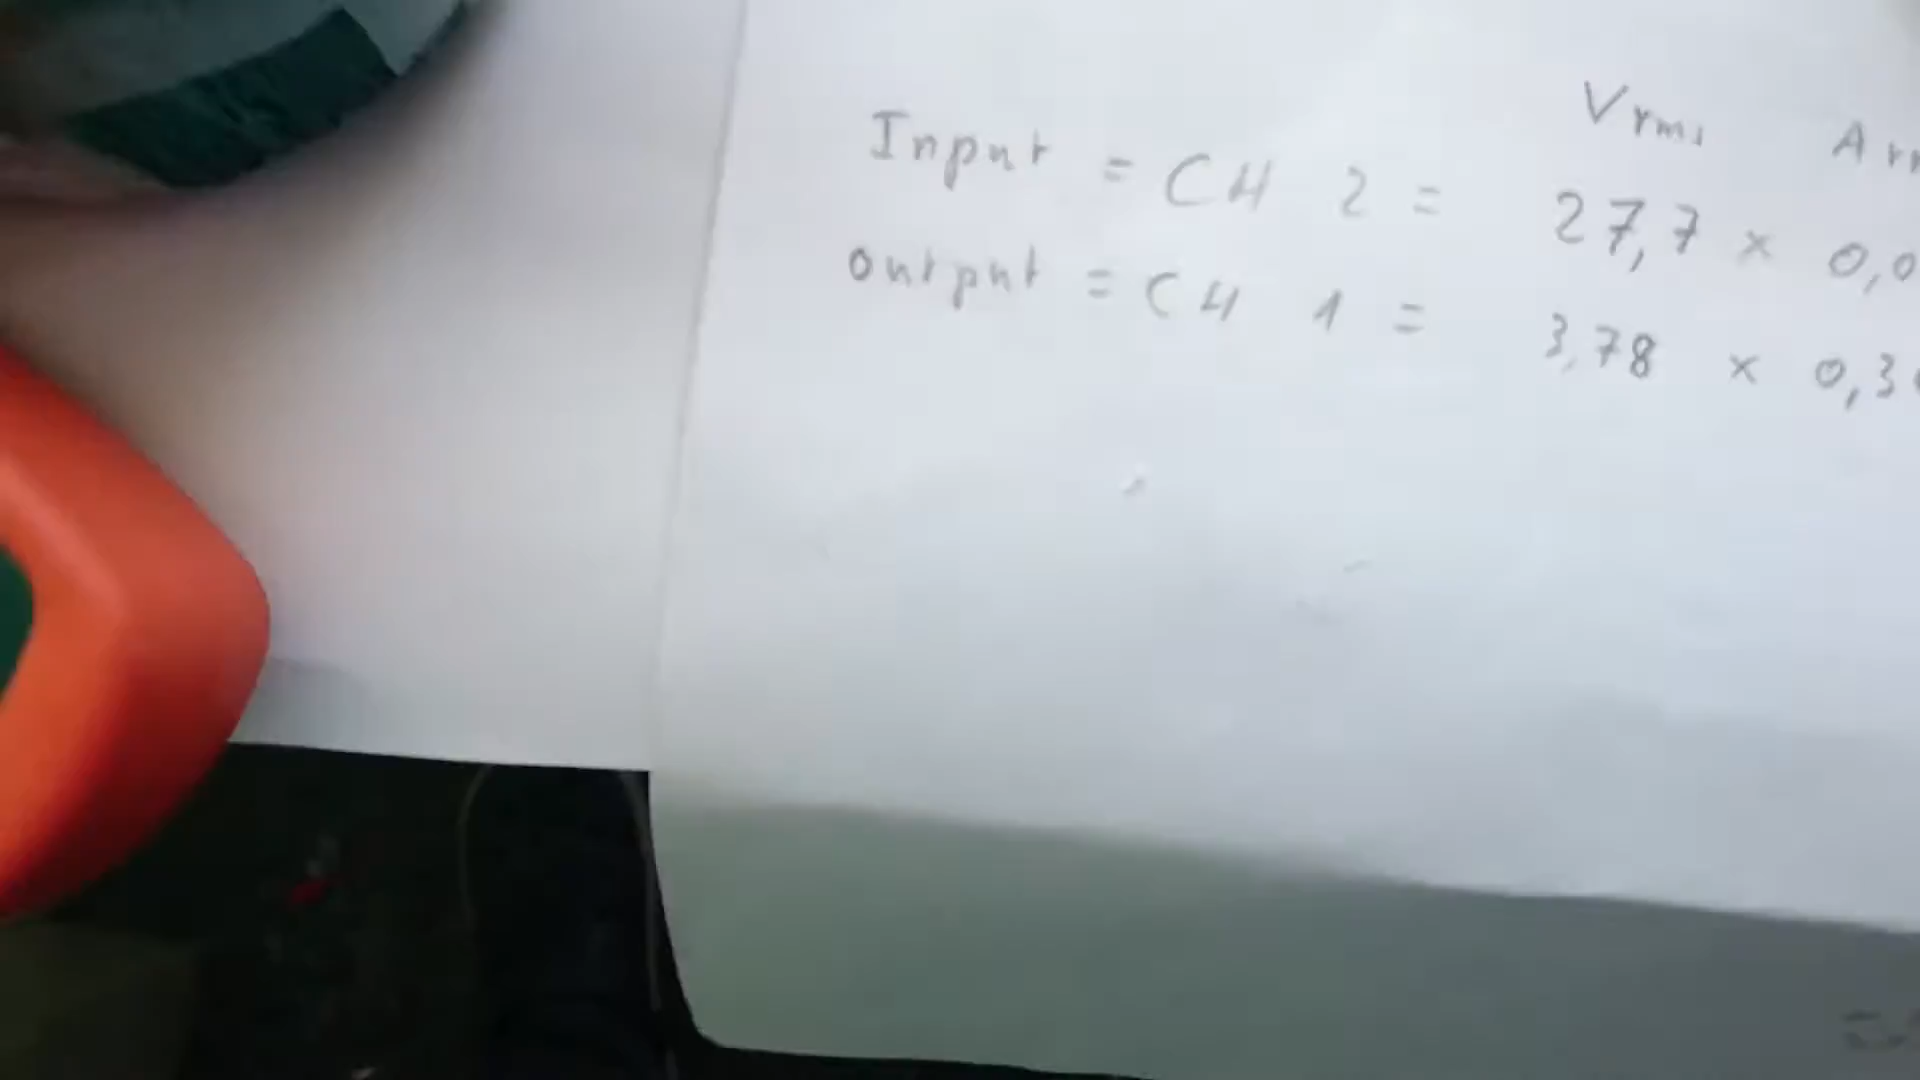 Vrms
Input = CH 2 = 27,7 x 0,0
output = CH 1 = 3,78 x 0,3